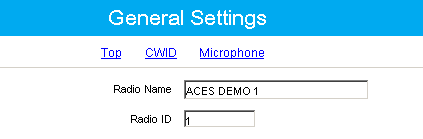 General Settings
Top CWID Microphone
Radio Name ACES DEMO 1
Radio ID 1